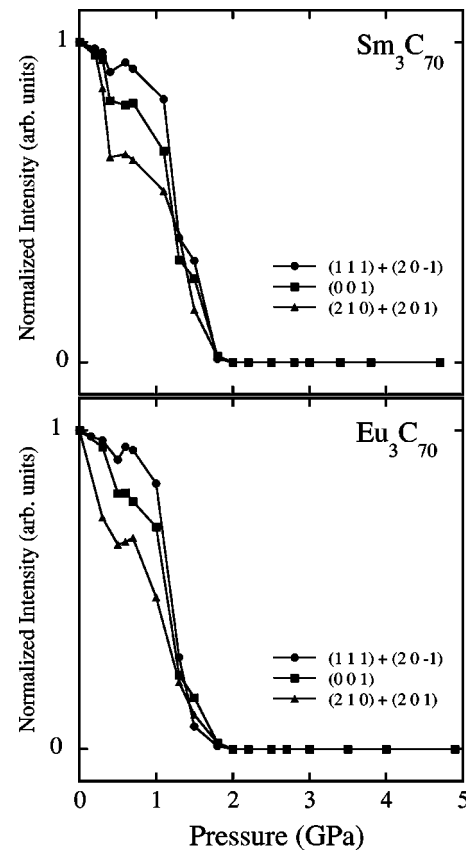 Sm3C70
1
Normalized Intensity (arb. units)
(1 1 1) + (2 0 -1)
(0 0 1)
(2 1 0) + (2 0 1)
0
Eu3C70
1
Normalized Intensity (arb. units)
(1 1 1) + (2 0 -1)
(0 0 1)
(2 1 0) + (2 0 1)
0
0 1 2 3 4 5
Pressure (GPa)